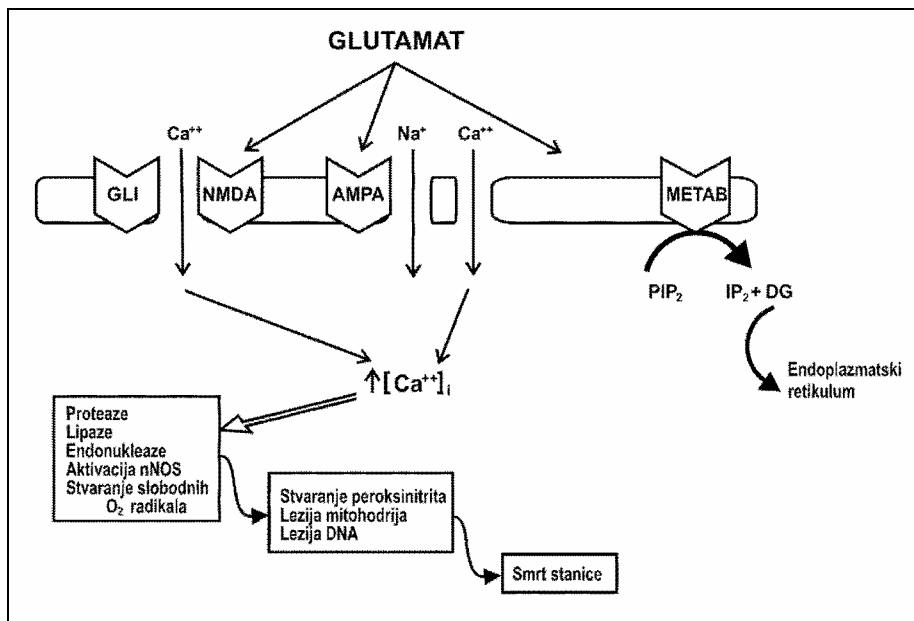 GLUTAMAT
Ca⁺⁺
Na⁺
Ca⁺⁺
GLI
NMDA
AMPA
METAB
PIP₂
IP₂ + DG
Endoplazmatski
retikulum
↑[Ca⁺⁺]ᵢ
Proteaze
Lipaze
Endonukleaze
Aktivacija nNOS
Stvaranje slobodnih
O₂ radikala
Stvaranje peroksinitrita
Lezija mitohodrija
Lezija DNA
Smrt stanice